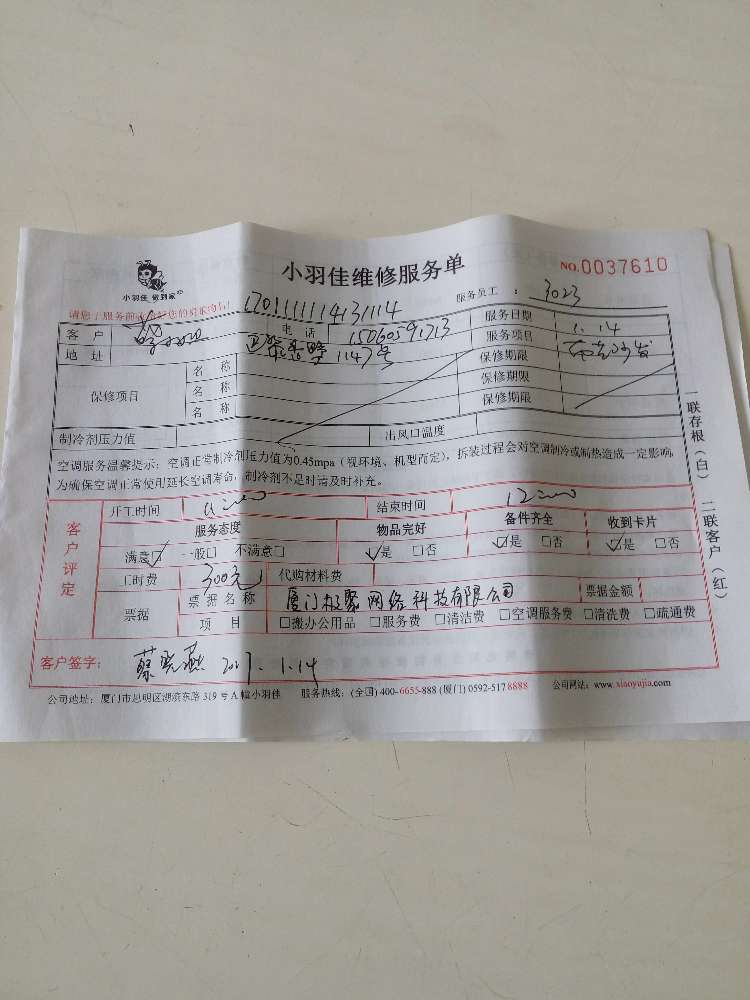 小羽佳维修服务单
NO.0037610
小羽佳 做到家
服务员工 : 3023
客 户 电 话 15060591713 服务日期 1.14
地 址 1147号 服务项目
保修项目 名 称 保修期限
名 称 保修期限
名 称 保修期限
制冷剂压力值 出风口温度
空调服务温馨提示：空调正常制冷剂压力值为0.45mpa（视环境、机型而定），拆装过程会对空调制冷或制热造成一定影响，
为确保空调正常使用延长空调寿命，制冷剂不足时请及时补充。
客户评定
开工时间 结束时间
服务态度 物品完好 备件齐全 收到卡片
满意☑ 一般□ 不满意□ ☑是 □否 ☑是 □否 ☑是 □否
工时费 300元 代购材料费
票据 票据名称 厦门极聚网络科技有限公司 票据金额
项 目 □搬办公用品 □服务费 □清洁费 □空调服务费 □清洗费 □疏通费
客户签字： 1.14
公司地址：厦门市思明区湖滨东路319号A幢小羽佳 服务热线：(全国) 400-6655-888 (厦门) 0592-517 8888 公司网站：www.xiaoyujia.com
一联存根（白） 二联客户（红）